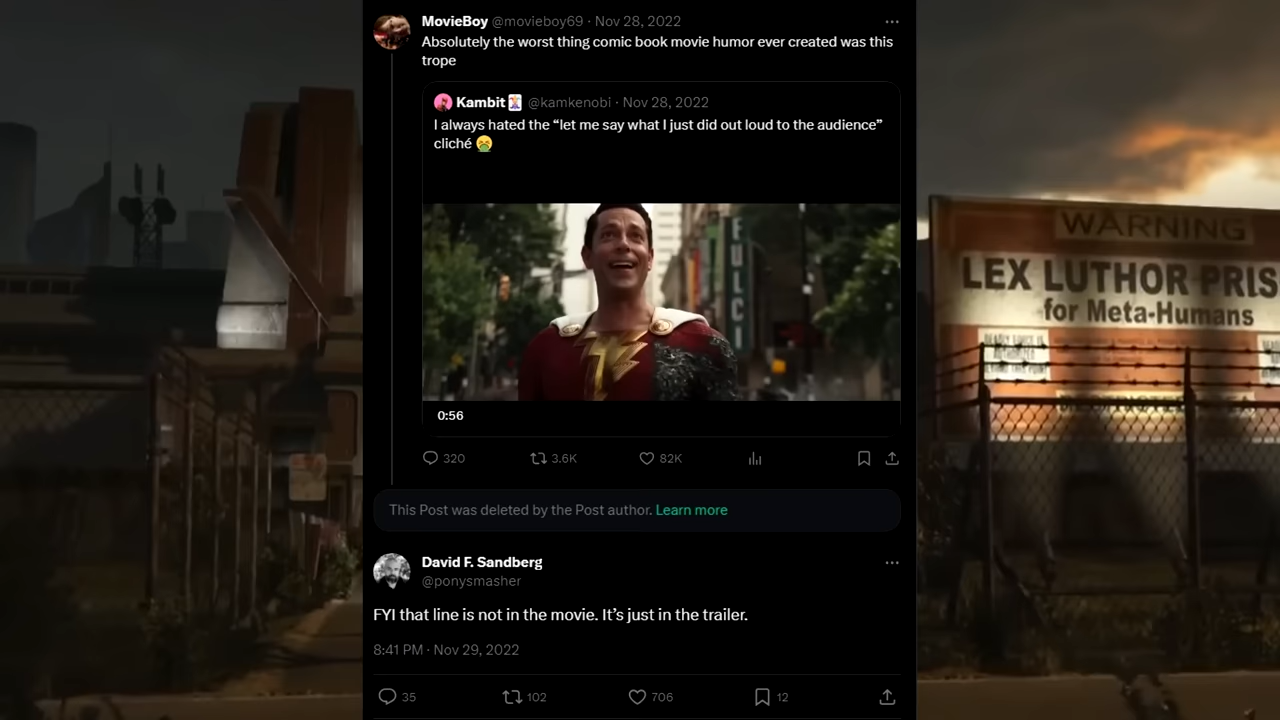 MovieBoy @movieboy69 · Nov 28, 2022
Absolutely the worst thing comic book movie humor ever created was this
trope
Kambit🃏 @kamkenobi · Nov 28, 2022
I always hated the “let me say what I just did out loud to the audience”
cliché 🤮
FULCI
0:56
320 3.6K 82K
This Post was deleted by the Post author. Learn more
David F. Sandberg
@ponysmasher
FYI that line is not in the movie. It’s just in the trailer.
8:41 PM · Nov 29, 2022
35 102 706 12
WARNING
LEX LUTHOR PRIS
for Meta-Humans